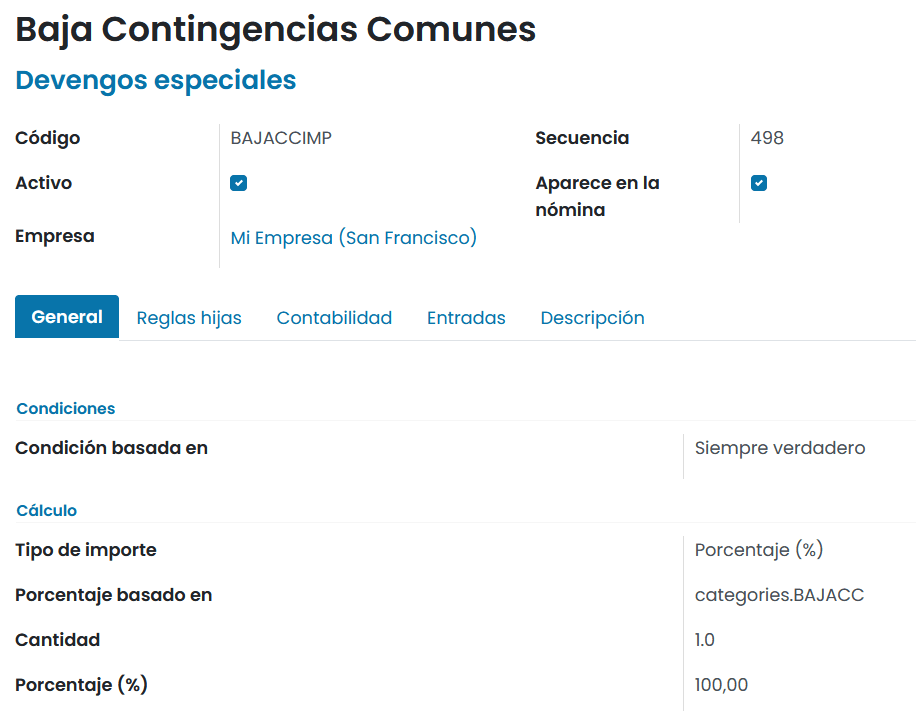 Baja Contingencias Comunes
Devengos especiales
Código BAJACCIMP Secuencia 498
Activo Aparece en la
nómina
Empresa Mi Empresa (San Francisco)
General Reglas hijas Contabilidad Entradas Descripción
Condiciones
Condición basada en Siempre verdadero
Cálculo
Tipo de importe Porcentaje (%)
Porcentaje basado en categories.BAJACC
Cantidad 1.0
Porcentaje (%) 100,00